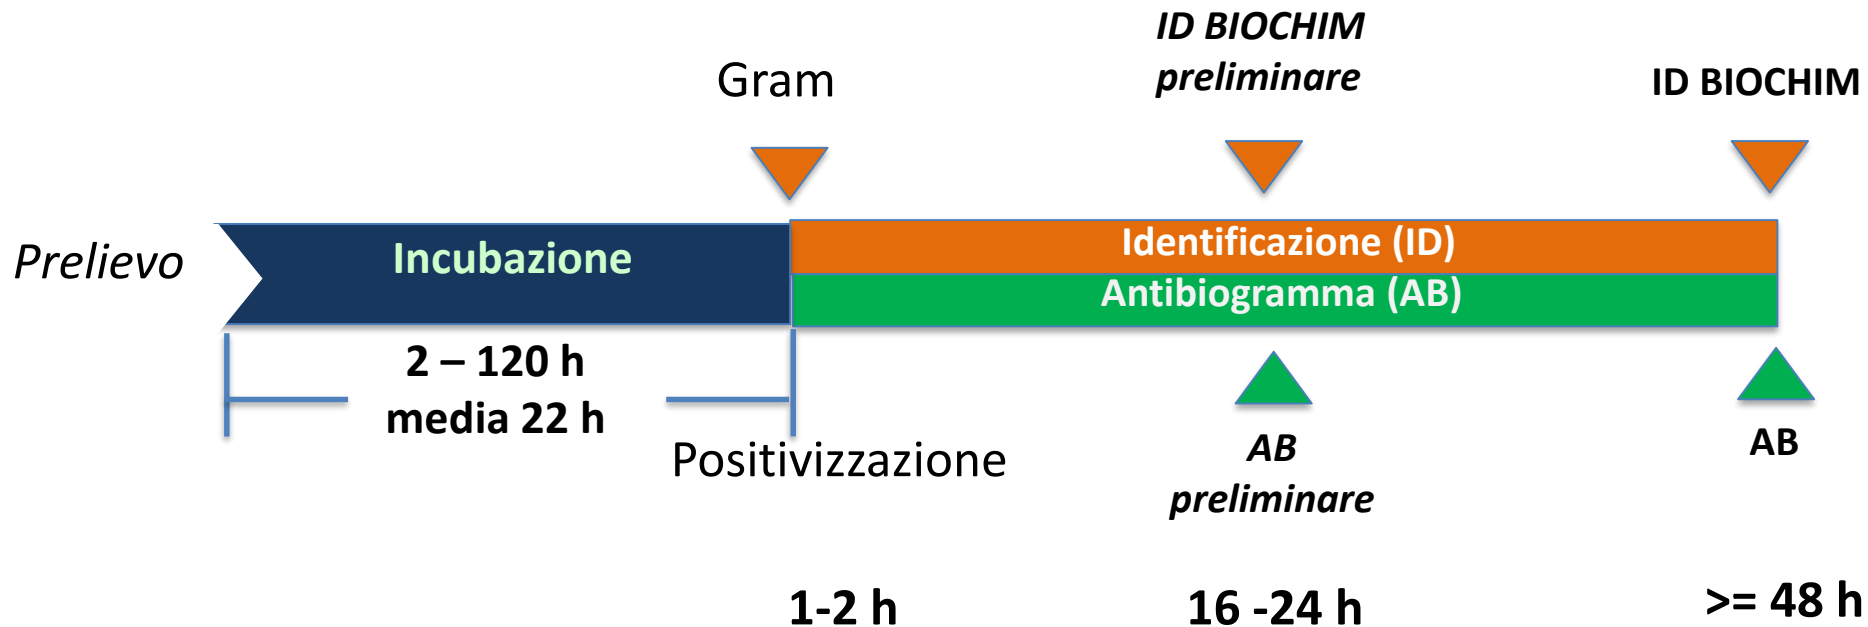 ID BIOCHIM
preliminare
Gram
ID BIOCHIM
Prelievo
Incubazione
Identificazione (ID)
Antibiogramma (AB)
2 – 120 h
media 22 h
Positivizzazione
AB
preliminare
AB
1-2 h
16 -24 h
>= 48 h